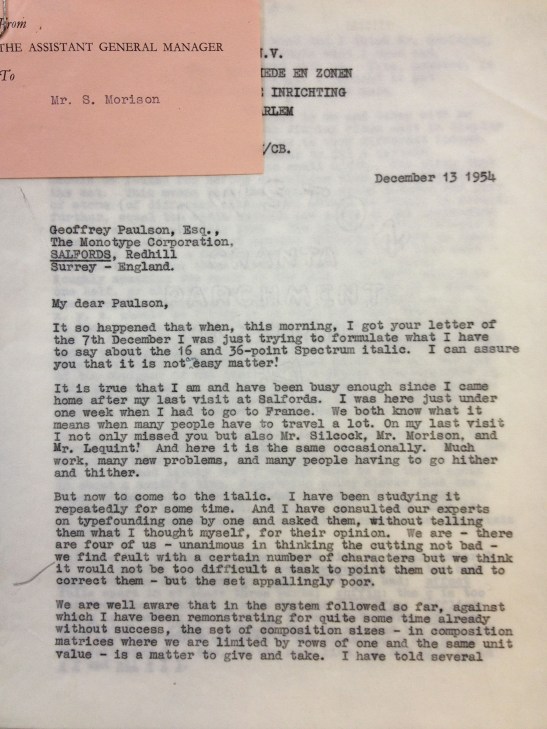 From
THE ASSISTANT GENERAL MANAGER
To
Mr. S. Morison
.V.
EDE EN ZONEN
INRICHTING
RLEM
/CB.
December 13 1954
Geoffrey Paulson, Esq.,
The Monotype Corporation,
SALFORDS, Redhill
Surrey - England.
My dear Paulson,
It so happened that when, this morning, I got your letter of
the 7th December I was just trying to formulate what I have
to say about the 16 and 36-point Spectrum italic. I can assure
you that it is not easy matter!
It is true that I am and have been busy enough since I came
home after my last visit at Salfords. I was here just under
one week when I had to go to France. We both know what it
means when many people have to travel a lot. On my last visit
I not only missed you but also Mr. Silcock, Mr. Morison, and
Mr. Lequint! And here it is the same occasionally. Much
work, many new problems, and many people having to go hither
and thither.
But now to come to the italic. I have been studying it
repeatedly for some time. And I have consulted our experts
on typefounding one by one and asked them, without telling
them what I thought myself, for their opinion. We are - there
are four of us - unanimous in thinking the cutting not bad -
we find fault with a certain number of characters but we think
it would not be too difficult a task to point them out and to
correct them - but the set appallingly poor.
We are well aware that in the system followed so far, against
which I have been remonstrating for quite some time already
without success, the set of composition sizes - in composition
matrices where we are limited by rows of one and the same unit
value - is a matter to give and take. I have told several